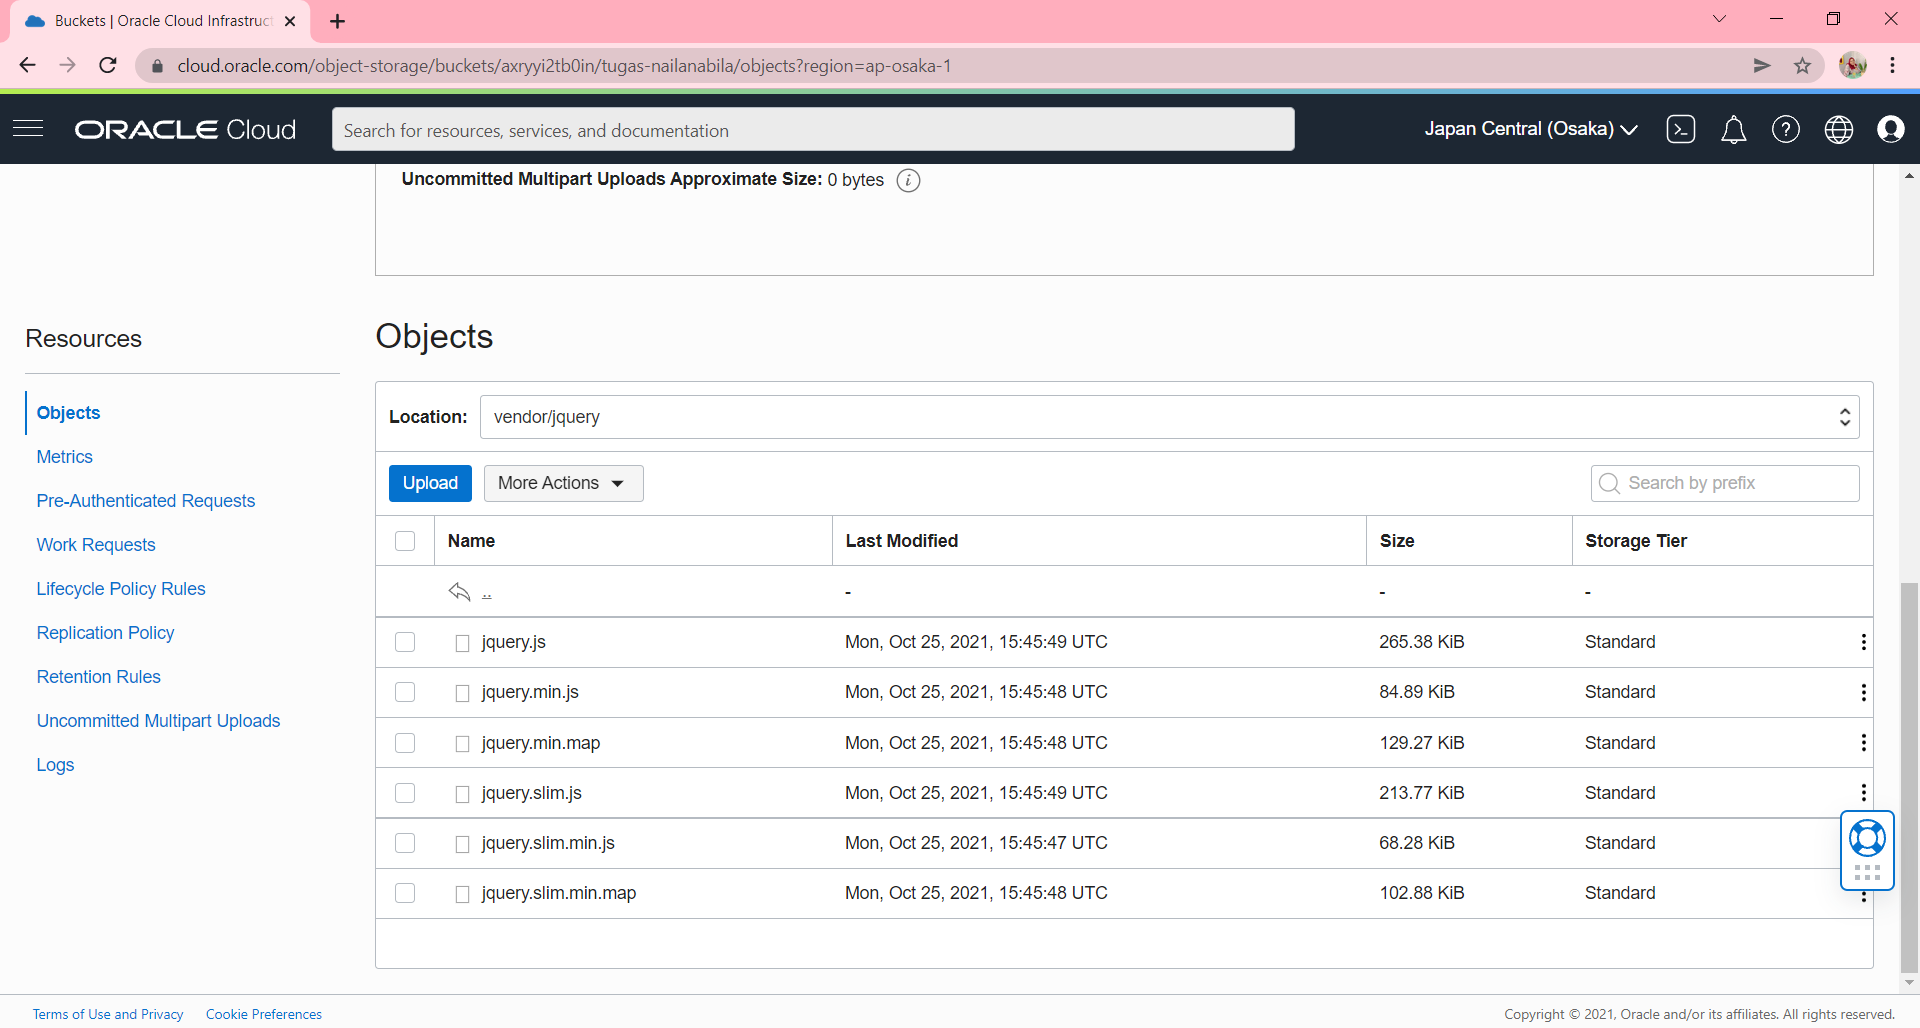 Buckets | Oracle Cloud Infrastruct
cloud.oracle.com/object-storage/buckets/axryyi2tb0in/tugas-nailanabila/objects?region=ap-osaka-1
ORACLE Cloud
Search for resources, services, and documentation
Japan Central (Osaka)
Uncommitted Multipart Uploads Approximate Size: 0 bytes
Resources
Objects
Metrics
Pre-Authenticated Requests
Work Requests
Lifecycle Policy Rules
Replication Policy
Retention Rules
Uncommitted Multipart Uploads
Logs
Objects
Location: vendor/jquery
Upload More Actions Search by prefix
Name Last Modified Size Storage Tier
.. - - -
jquery.js Mon, Oct 25, 2021, 15:45:49 UTC 265.38 KiB Standard
jquery.min.js Mon, Oct 25, 2021, 15:45:48 UTC 84.89 KiB Standard
jquery.min.map Mon, Oct 25, 2021, 15:45:48 UTC 129.27 KiB Standard
jquery.slim.js Mon, Oct 25, 2021, 15:45:49 UTC 213.77 KiB Standard
jquery.slim.min.js Mon, Oct 25, 2021, 15:45:47 UTC 68.28 KiB Standard
jquery.slim.min.map Mon, Oct 25, 2021, 15:45:48 UTC 102.88 KiB Standard
Terms of Use and Privacy Cookie Preferences
Copyright © 2021, Oracle and/or its affiliates. All rights reserved.